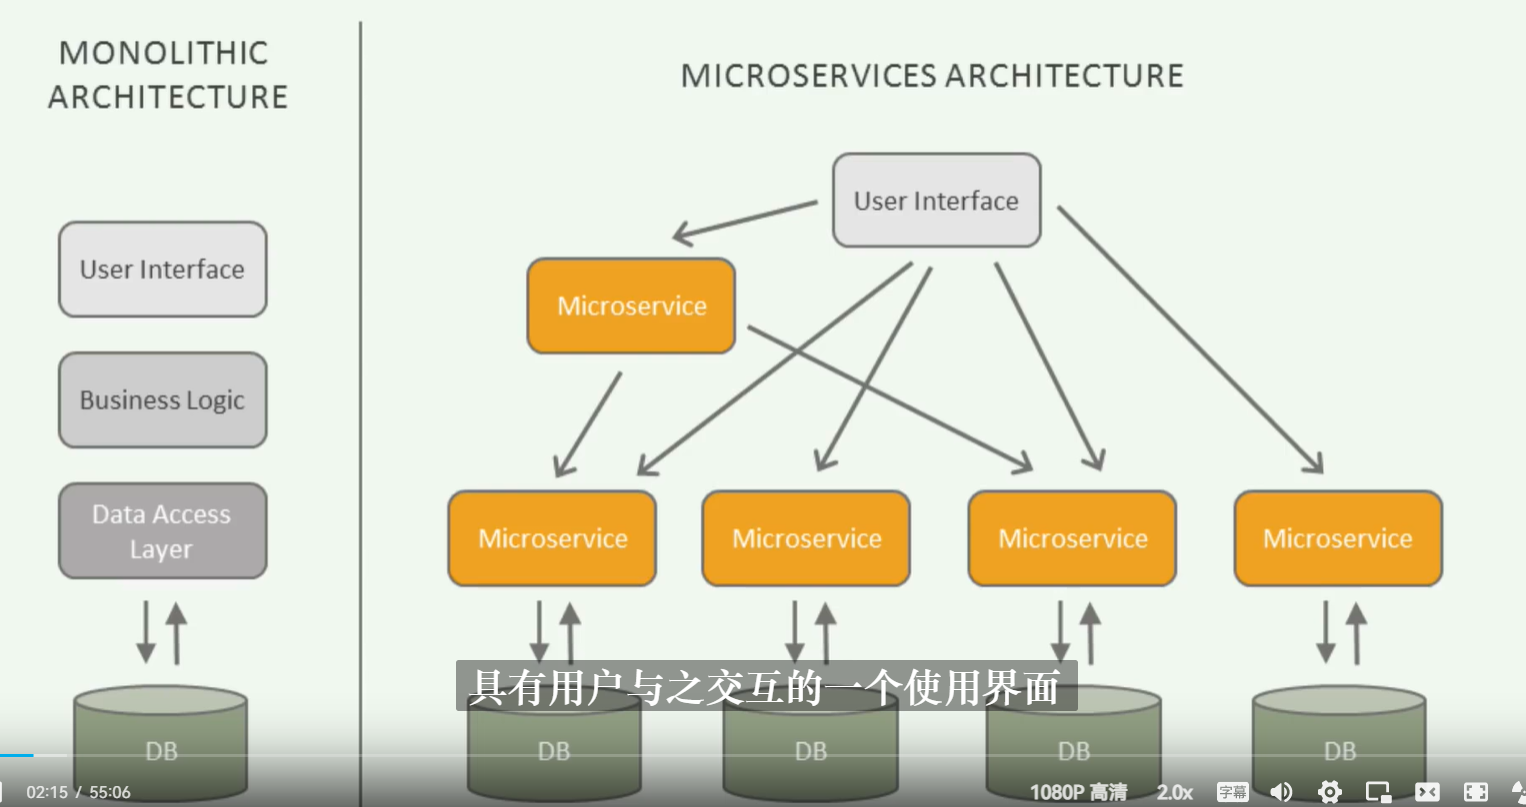 MONOLITHIC
ARCHITECTURE
User Interface
Business Logic
Data Access
Layer
DB
MICROSERVICES ARCHITECTURE
User Interface
Microservice
Microservice
Microservice
Microservice
Microservice
DB
DB
DB
DB
具有用户与之交互的一个使用界面
02:15 / 55:06
1080P 高清
2.0x
字幕